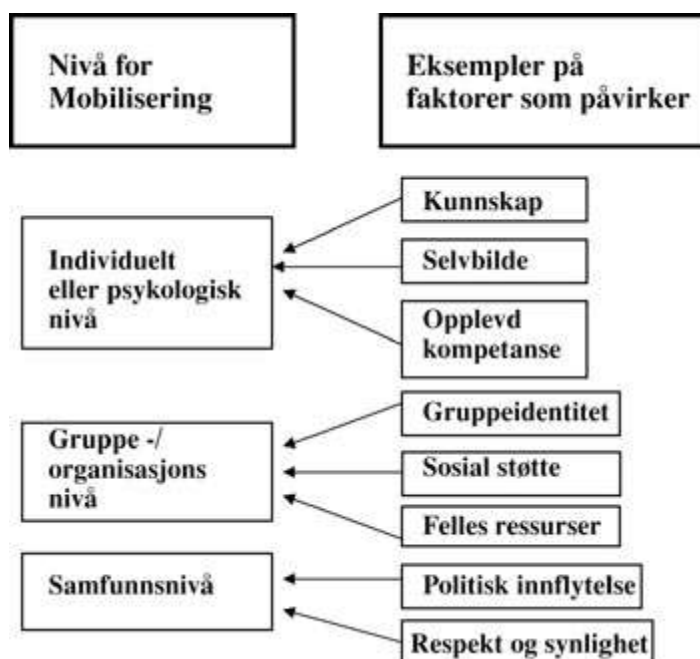 Nivå for
Mobilisering
Eksempler på
faktorer som påvirker
Individuelt
eller psykologisk
nivå
Kunnskap
Selvbilde
Opplevd
kompetanse
Gruppe -/
organisasjons
nivå
Gruppeidentitet
Sosial støtte
Felles ressurser
Samfunnsnivå
Politisk innflytelse
Respekt og synlighet